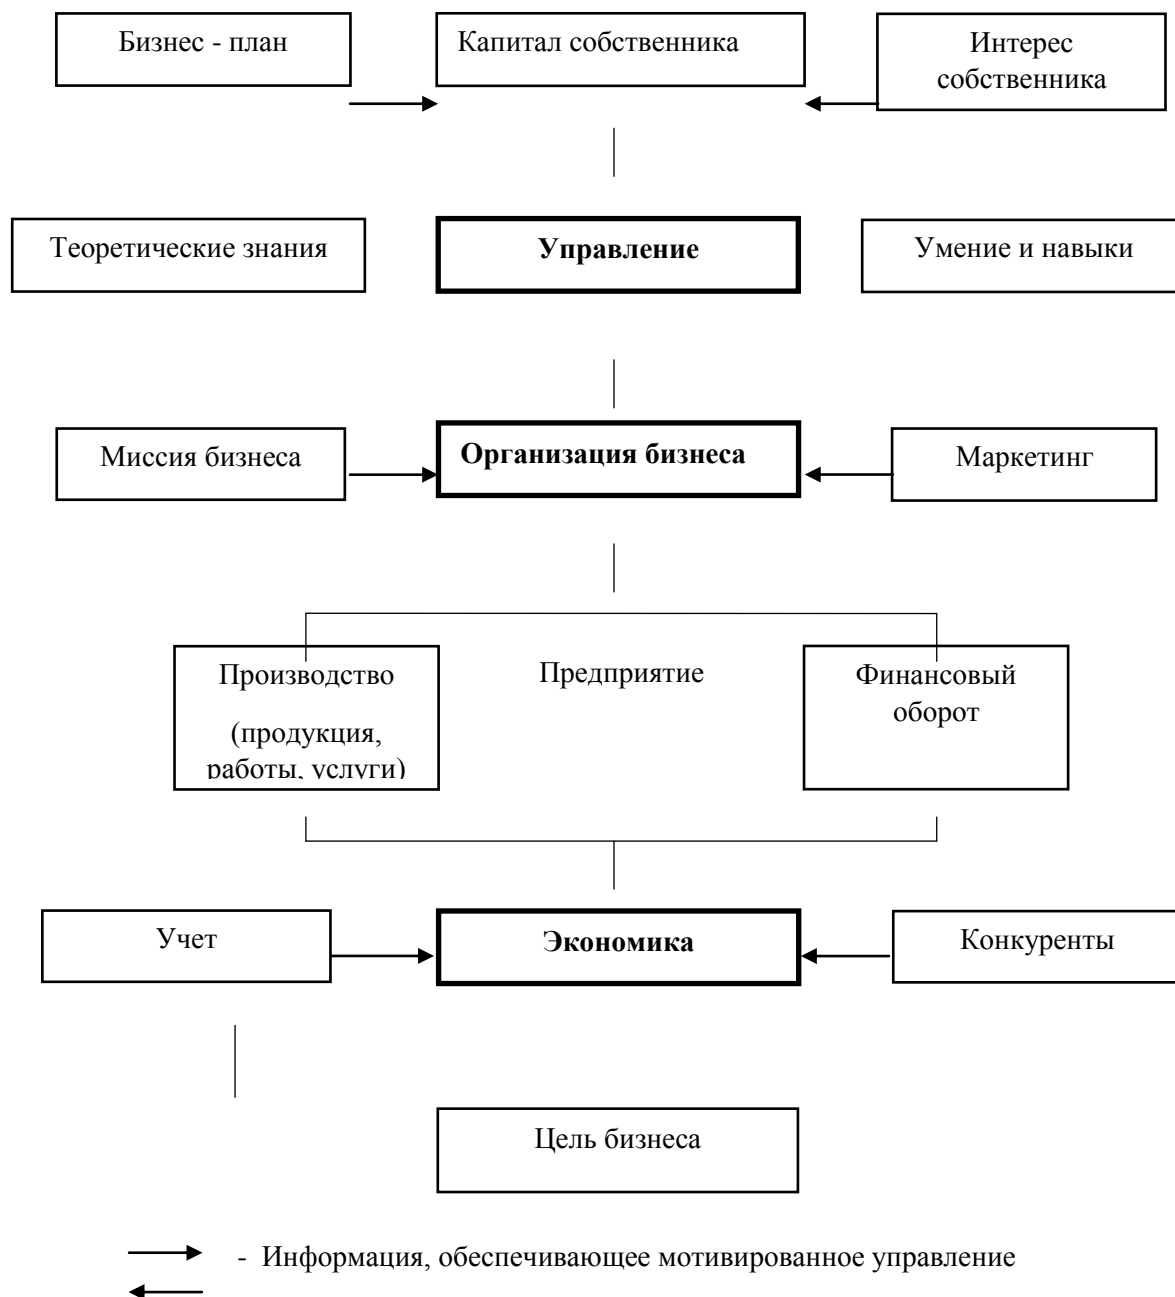 Бизнес - план
Капитал собственника
Интерес
собственника
Теоретические знания
Управление
Умение и навыки
Миссия бизнеса
Организация бизнеса
Маркетинг
Производство
(продукция,
работы, услуги)
Предприятие
Финансовый
оборот
Учет
Экономика
Конкуренты
Цель бизнеса
- Информация, обеспечивающее мотивированное управление